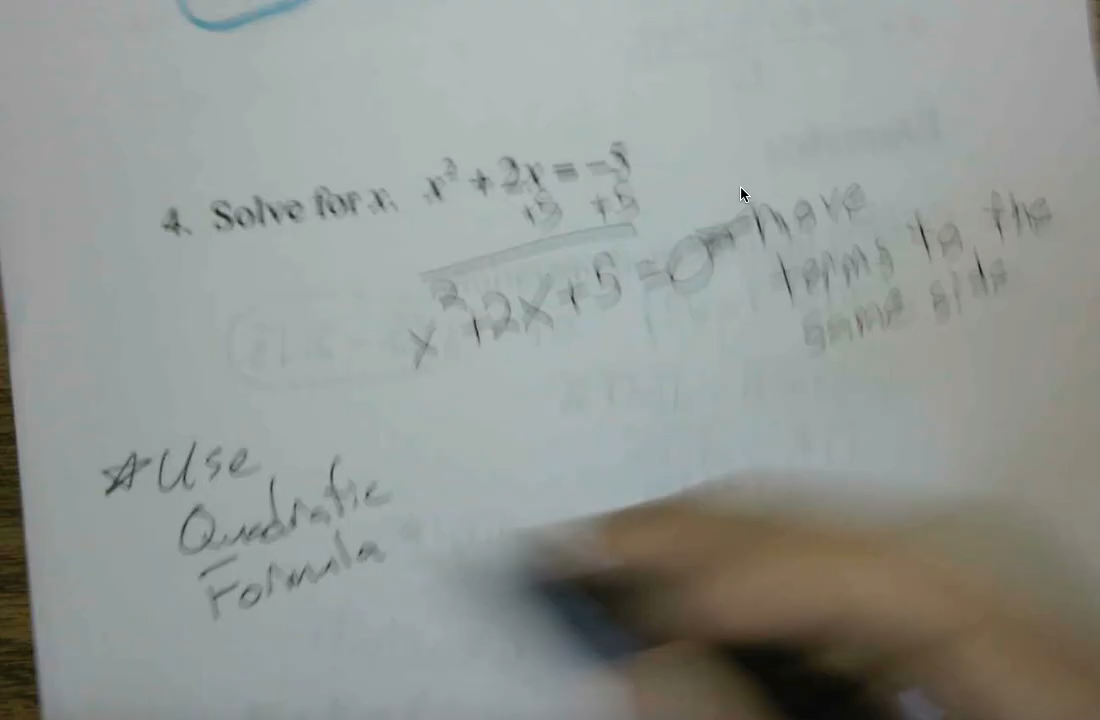 4. Solve for x. x² + 2x = -5
+5 +5
x² + 2x + 5 = 0
terms to the
same side
*Use
Quadratic
Formula